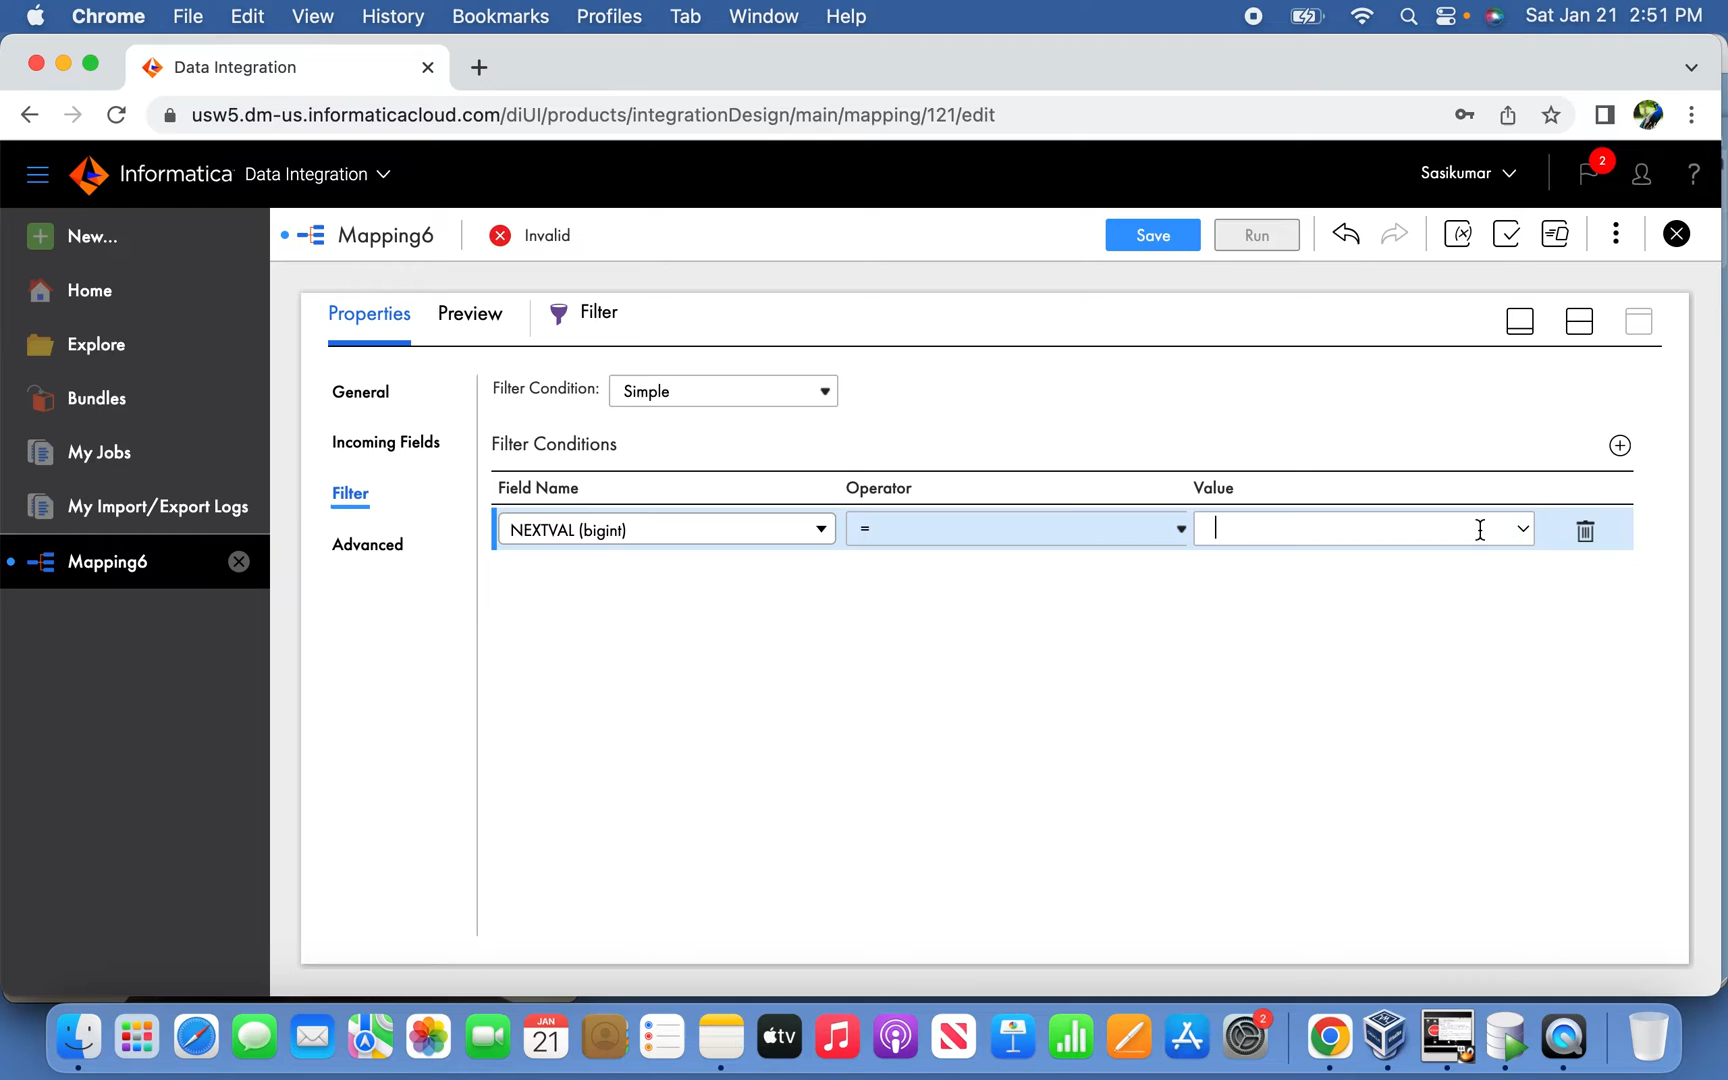 Chrome File Edit View History Bookmarks Profiles Tab Window Help Sat Jan 21 2:51 PM
Data Integration
usw5.dm-us.informaticacloud.com/diUI/products/integrationDesign/main/mapping/121/edit
Informatica Data Integration Sasikumar 2 ?
New... Mapping6 Invalid Save Run
Home
Properties Preview Filter
Explore
General Filter Condition: Simple
Bundles
Incoming Fields Filter Conditions
My Jobs
Filter Field Name Operator Value
My Import/Export Logs
NEXTVAL (bigint) =
Advanced
Mapping6
JAN
21
tv
2